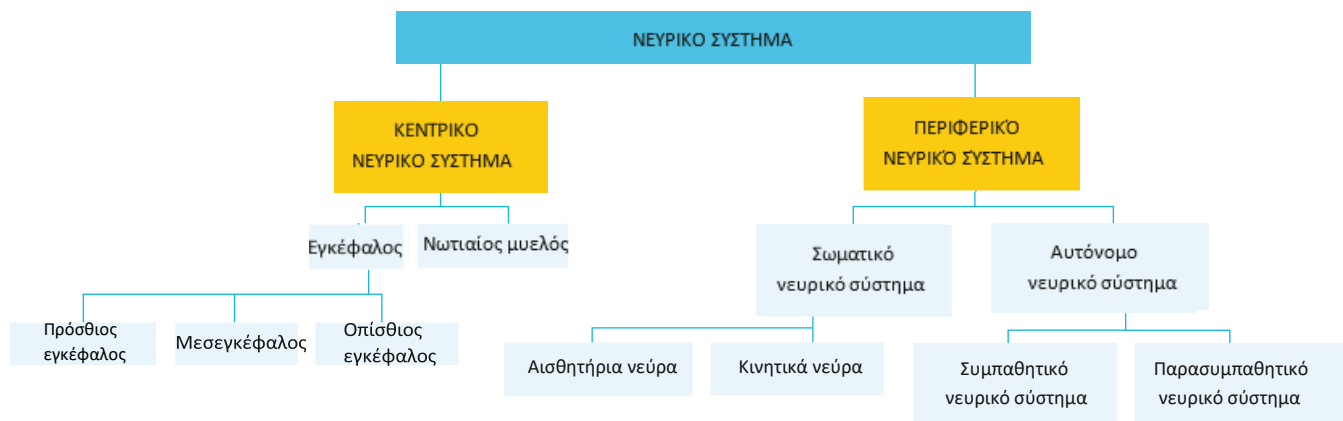 ΝΕΥΡΙΚΟ ΣΥΣΤΗΜΑ
ΚΕΝΤΡΙΚΟ
ΝΕΥΡΙΚΟ ΣΥΣΤΗΜΑ
ΠΕΡΙΦΕΡΙΚΌ
ΝΕΥΡΙΚΌ ΣΎΣΤΗΜΑ
Εγκέφαλος
Νωτιαίος μυελός
Σωματικό
νευρικό σύστημα
Αυτόνομο
νευρικό σύστημα
Πρόσθιος
εγκέφαλος
Μεσεγκέφαλος
Οπίσθιος
εγκέφαλος
Αισθητήρια νεύρα
Κινητικά νεύρα
Συμπαθητικό
νευρικό σύστημα
Παρασυμπαθητικό
νευρικό σύστημα